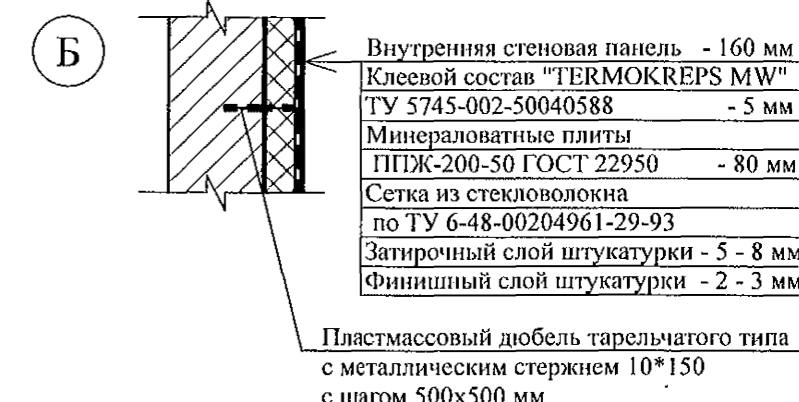 Б
Внутренняя стеновая панель - 160 мм
Клеевой состав "TERMOKREPS MW"
ТУ 5745-002-50040588 - 5 мм
Минераловатные плиты
ППЖ-200-50 ГОСТ 22950 - 80 мм
Сетка из стекловолокна
по ТУ 6-48-00204961-29-93
Затирочный слой штукатурки - 5 - 8 мм
Финишный слой штукатурки - 2 - 3 мм
Пластмассовый дюбель тарельчатого типа
с металлическим стержнем 10*150
с шагом 500х500 мм